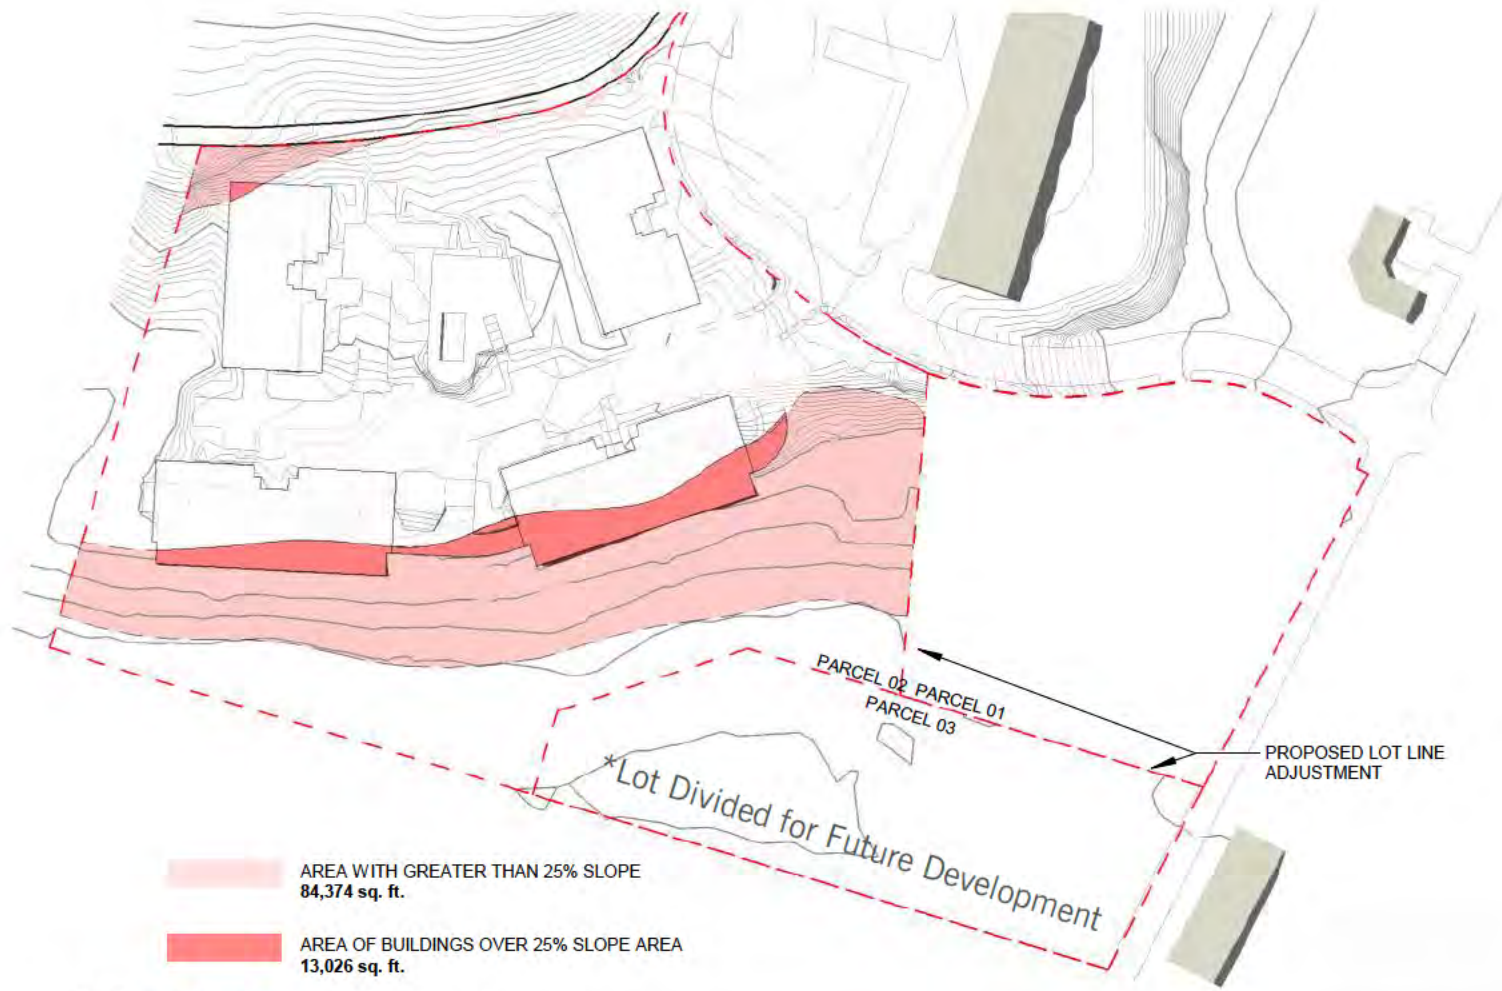 PARCEL 02 PARCEL 01
PARCEL 03
PROPOSED LOT LINE
ADJUSTMENT
*Lot Divided for Future Development
AREA WITH GREATER THAN 25% SLOPE
84,374 sq. ft.
AREA OF BUILDINGS OVER 25% SLOPE AREA
13,026 sq. ft.